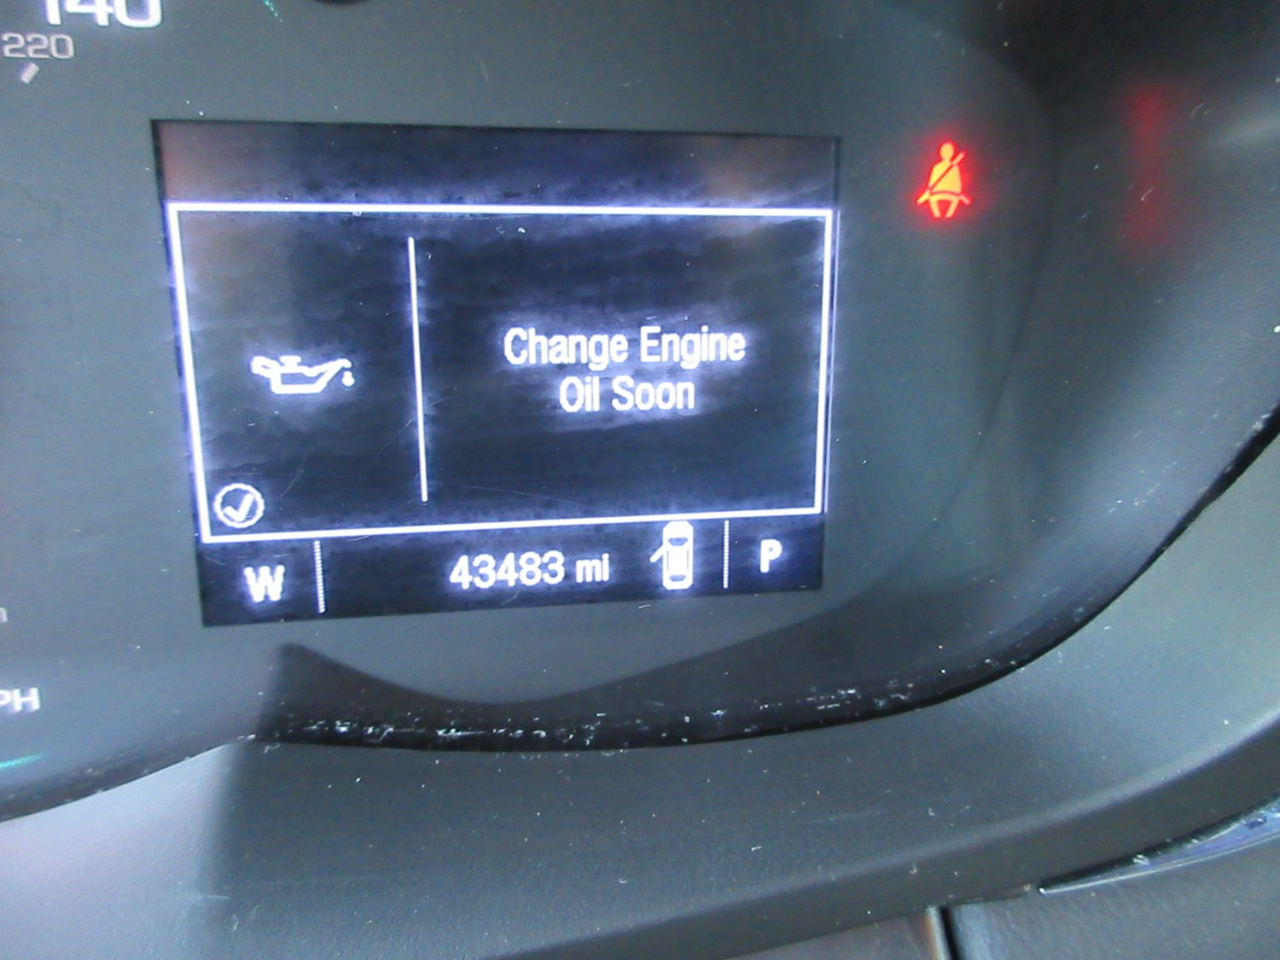 140
220
Change Engine
Oil Soon
W
43483 mi
P
PH